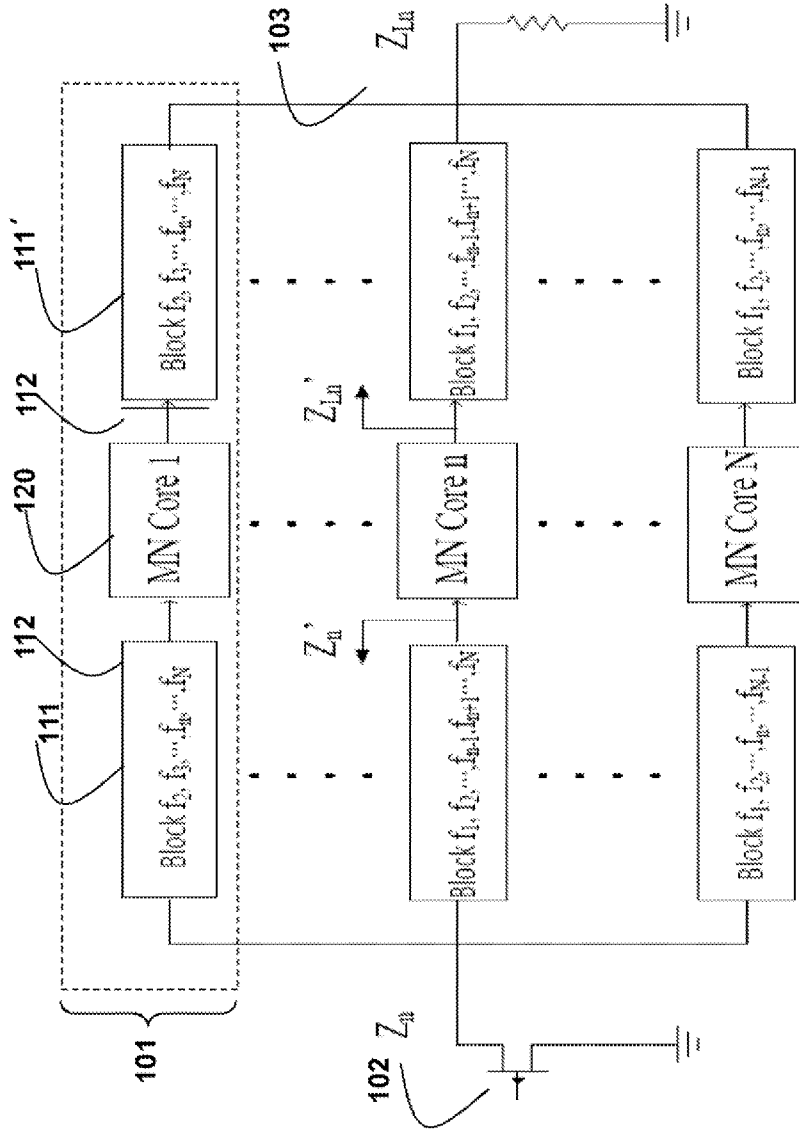 101
111
112
120
112
111'
Block f2, f3,…,fn,…,fN
MN Core 1
Block f2, f3,…,fn,…,fN
103
102
Zn
Zn'
ZLn'
ZLn
Block f1, f2,…,fn-1,fn+1…,fN
MN Core n
Block f1, f2,…,fn-1,fn+1…,fN
Block f1, f2,…,fn,…,fN-1
MN Core N
Block f1, f2,…,fn,…,fN-1